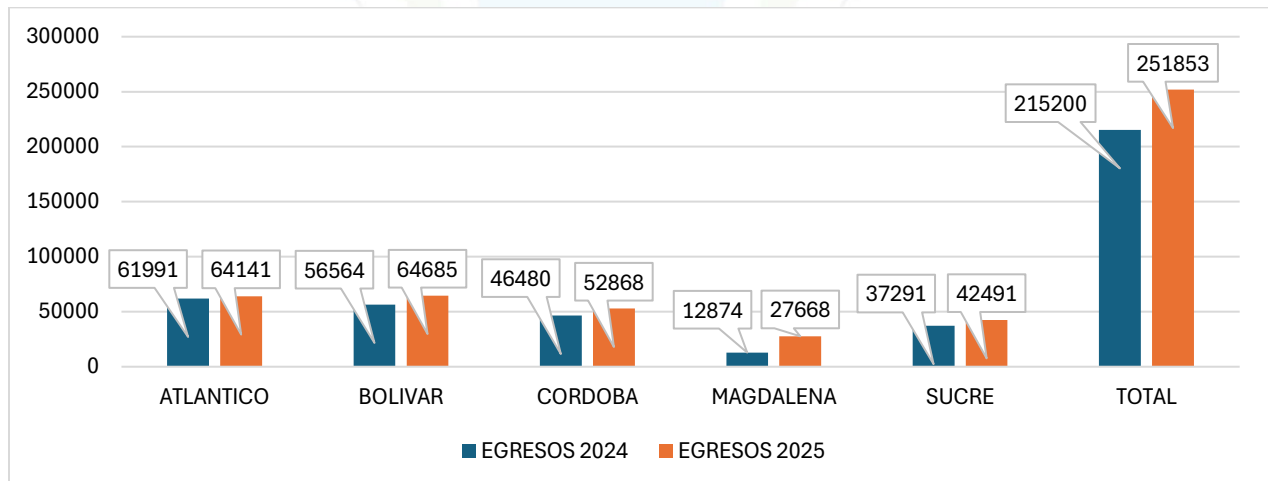 300000
250000
200000
150000
100000
50000
0
61991
64141
56564
64685
46480
52868
12874
27668
37291
42491
215200
251853
ATLANTICO
BOLIVAR
CORDOBA
MAGDALENA
SUCRE
TOTAL
EGRESOS 2024
EGRESOS 2025